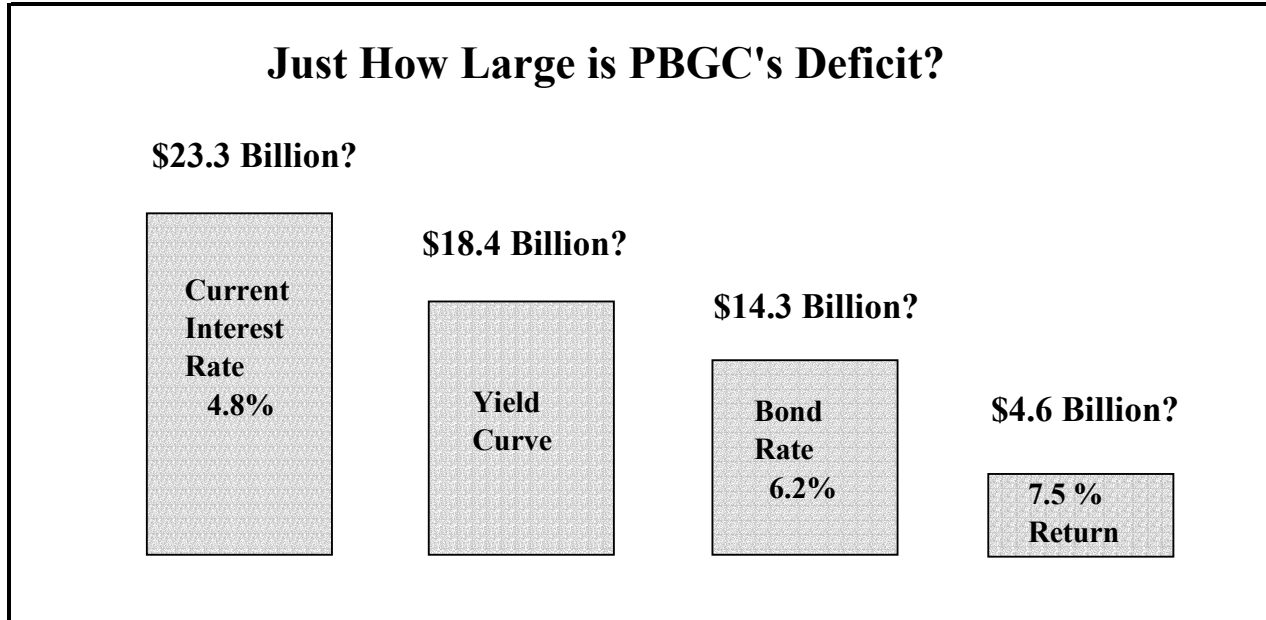 Just How Large is PBGC's Deficit?
$23.3 Billion?
Current
Interest
Rate
4.8%
$18.4 Billion?
Yield
Curve
$14.3 Billion?
Bond
Rate
6.2%
$4.6 Billion?
7.5 %
Return